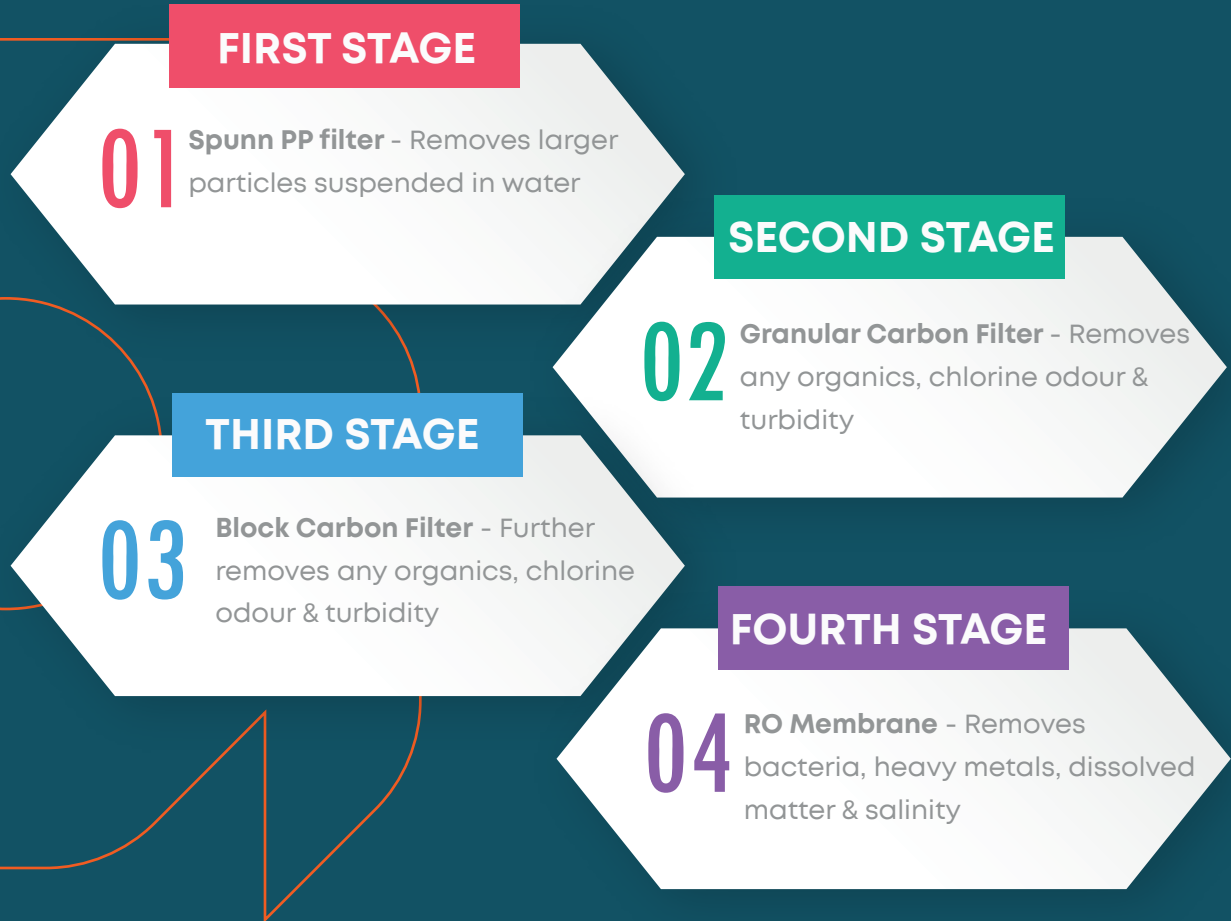 FIRST STAGE
01
Spunn PP filter - Removes larger
particles suspended in water
SECOND STAGE
02
Granular Carbon Filter - Removes
any organics, chlorine odour &
turbidity
THIRD STAGE
03
Block Carbon Filter - Further
removes any organics, chlorine
odour & turbidity
FOURTH STAGE
04
RO Membrane - Removes
bacteria, heavy metals, dissolved
matter & salinity